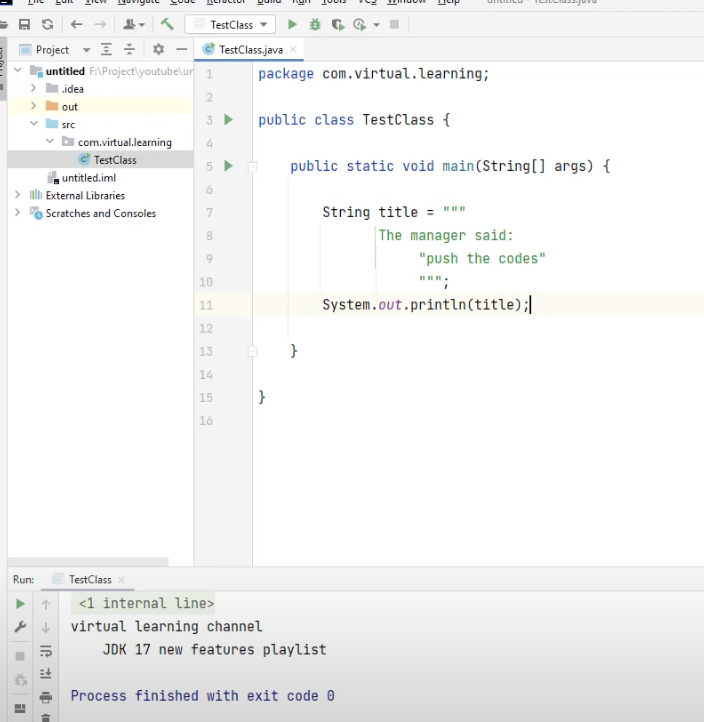 File Edit View Navigate Code Refactor Build Run Tools VCS Window Help untitled - TestClass.java
TestClass
Project
TestClass.java
untitled F:\Project\youtube\un
.idea
out
src
com.virtual.learning
TestClass
untitled.iml
External Libraries
Scratches and Consoles
1 package com.virtual.learning;
2
3 public class TestClass {
4
5 public static void main(String[] args) {
6
7 String title = """
8 The manager said:
9 "push the codes"
10 """;
11 System.out.println(title);
12
13 }
14
15 }
16
Run: TestClass
<1 internal line>
virtual learning channel
JDK 17 new features playlist
Process finished with exit code 0